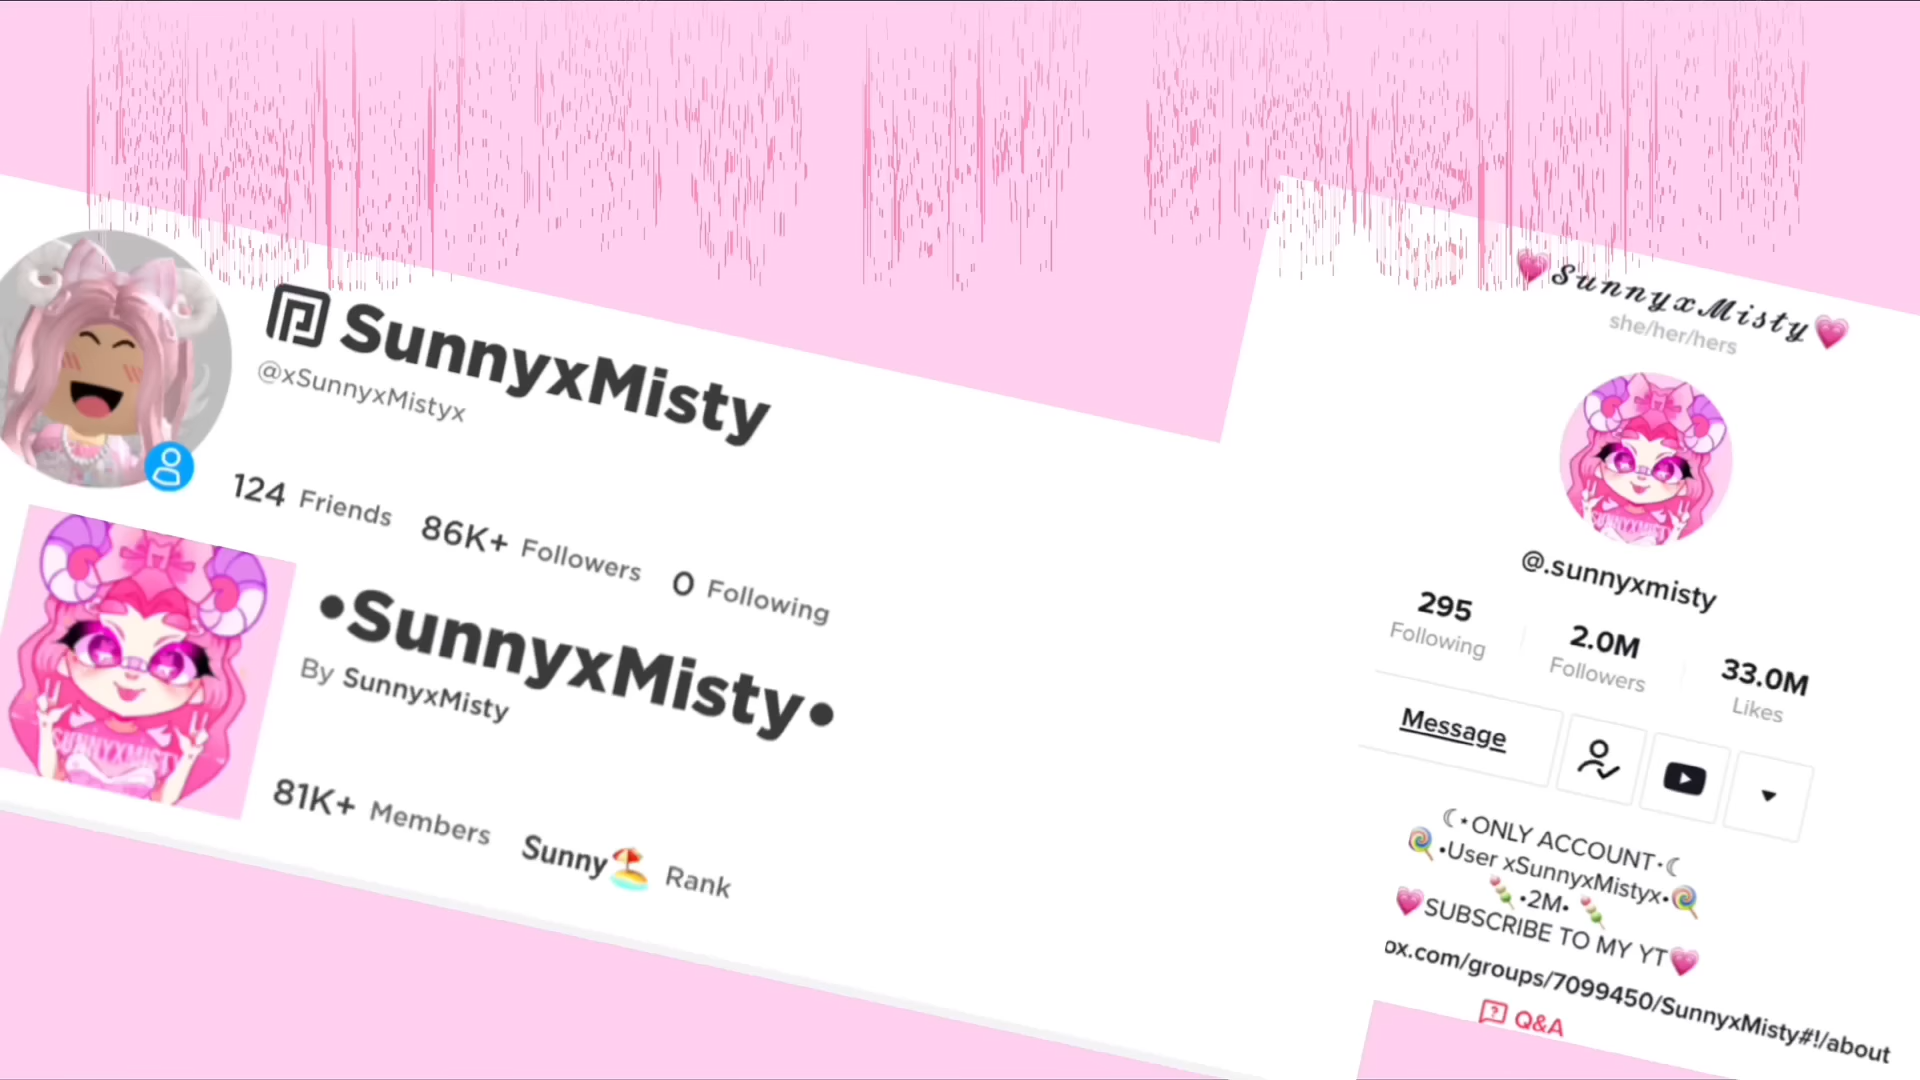 SunnyxMisty
@xSunnyxMistyx
124 Friends 86K+ Followers 0 Following
SUNNYXMISTY
•SunnyxMisty•
By SunnyxMisty
81K+ Members Sunny🏖️ Rank
💗𝓢𝓾𝓷𝓷𝔂𝔁𝓜𝓲𝓼𝓽𝔂💗
she/her/hers
SUNNYXMISTY
@.sunnyxmisty
295 Following
2.0M Followers
33.0M Likes
Message
☾⋆ONLY ACCOUNT⋆☾
🍭•User xSunnyxMistyx•🍭
🍡•2M•🍡
💗SUBSCRIBE TO MY YT💗
ox.com/groups/7099450/SunnyxMisty#!/about
Q&A